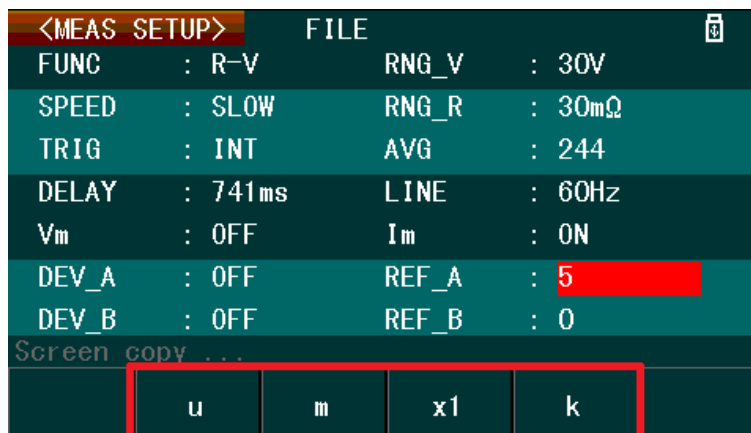 <MEAS SETUP> FILE
FUNC : R-V RNG_V : 30V
SPEED : SLOW RNG_R : 30mΩ
TRIG : INT AVG : 244
DELAY : 741ms LINE : 60Hz
Vm : OFF Im : ON
DEV_A : OFF REF_A : 5
DEV_B : OFF REF_B : 0
Screen copy ...
u m x1 k